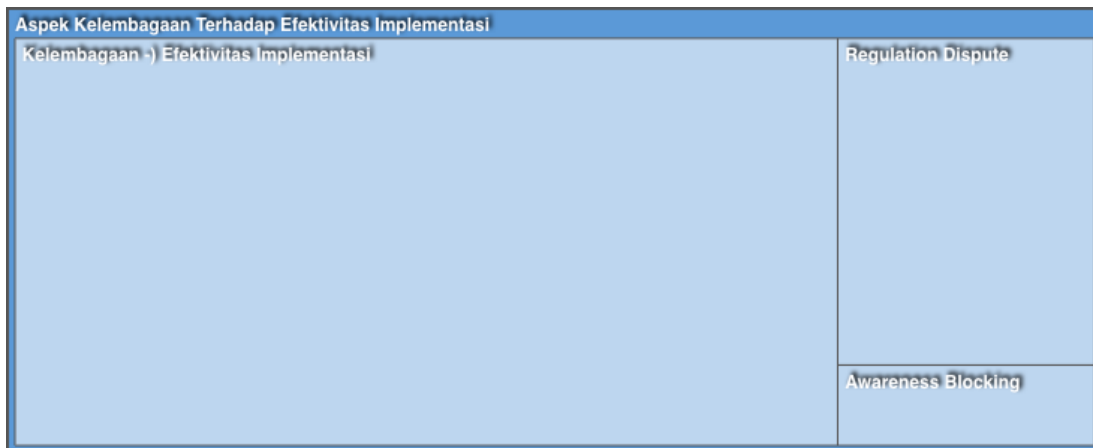 Aspek Kelembagaan Terhadap Efektivitas Implementasi
Kelembagaan -) Efektivitas Implementasi
Regulation Dispute
Awareness Blocking